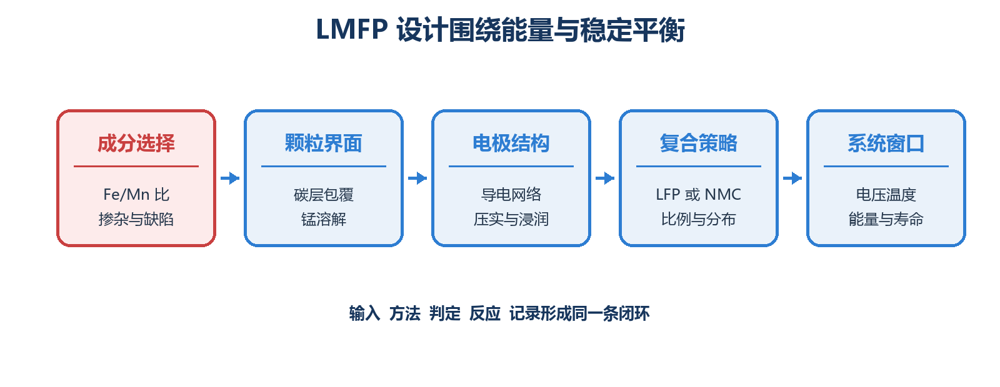 LMFP 设计围绕能量与稳定平衡
成分选择
Fe/Mn 比
掺杂与缺陷
颗粒界面
碳层包覆
锰溶解
电极结构
导电网络
压实与浸润
复合策略
LFP 或 NMC
比例与分布
系统窗口
电压温度
能量与寿命
输入 方法 判定 反应 记录形成同一条闭环